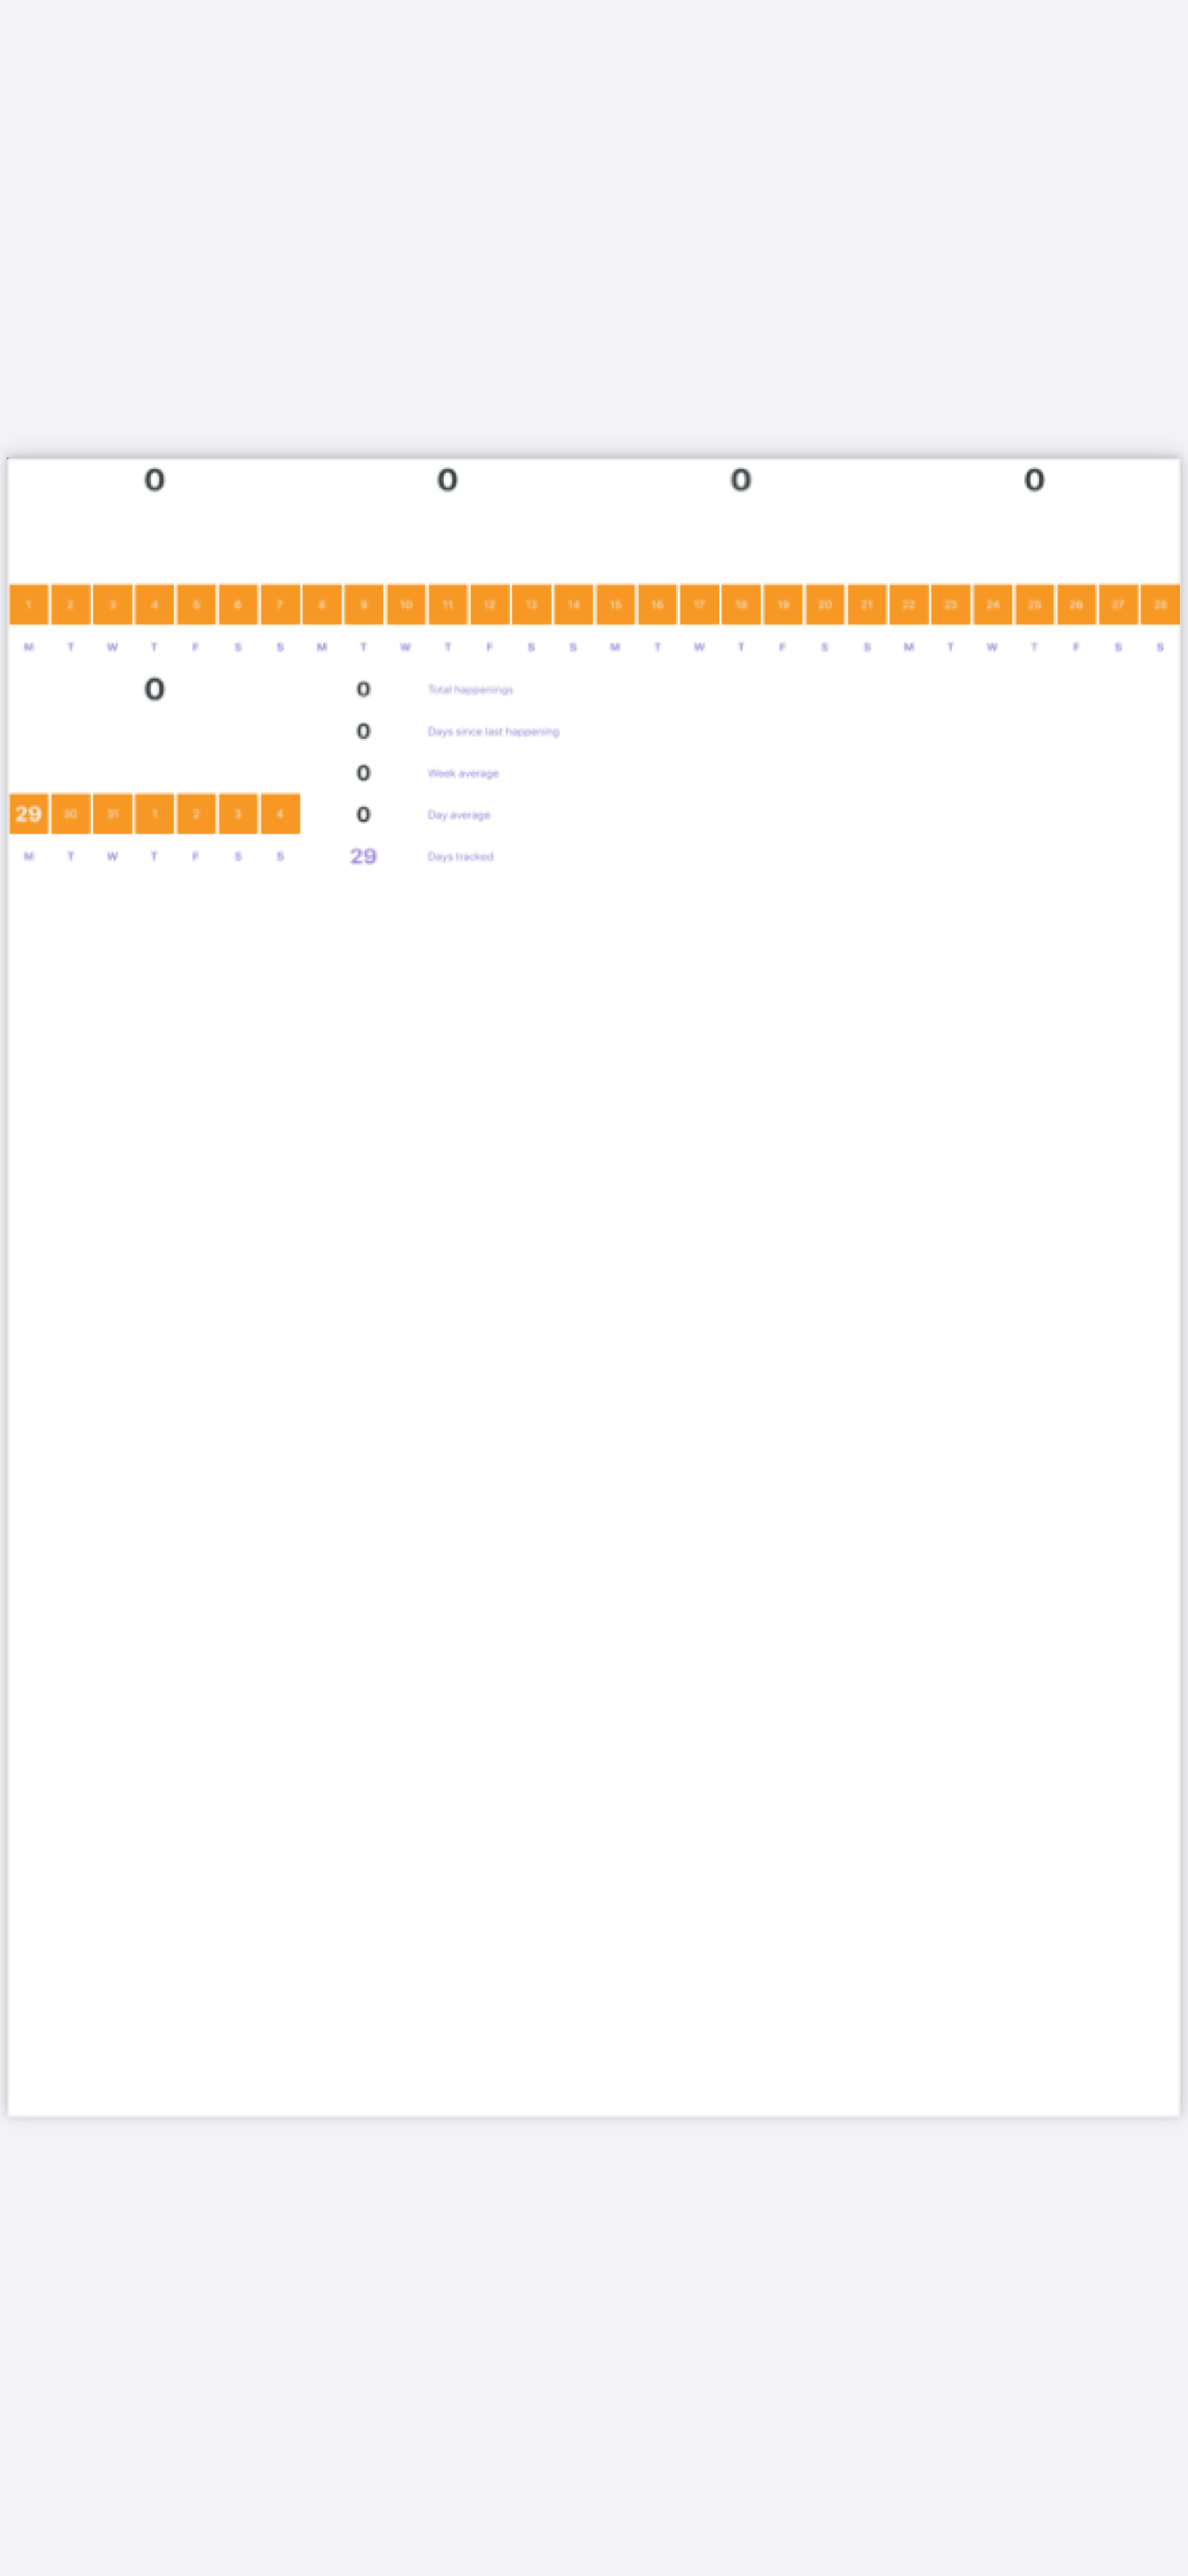 0 0 0 0
1 2 3 4 5 6 7 8 9 10 11 12 13 14 15 16 17 18 19 20 21 22 23 24 25 26 27 28
M T W T F S S M T W T F S S M T W T F S S M T W T F S S
0 0 Total happenings
0 Days since last happening
0 Week average
29 30 31 1 2 3 4 0 Day average
M T W T F S S 29 Days tracked